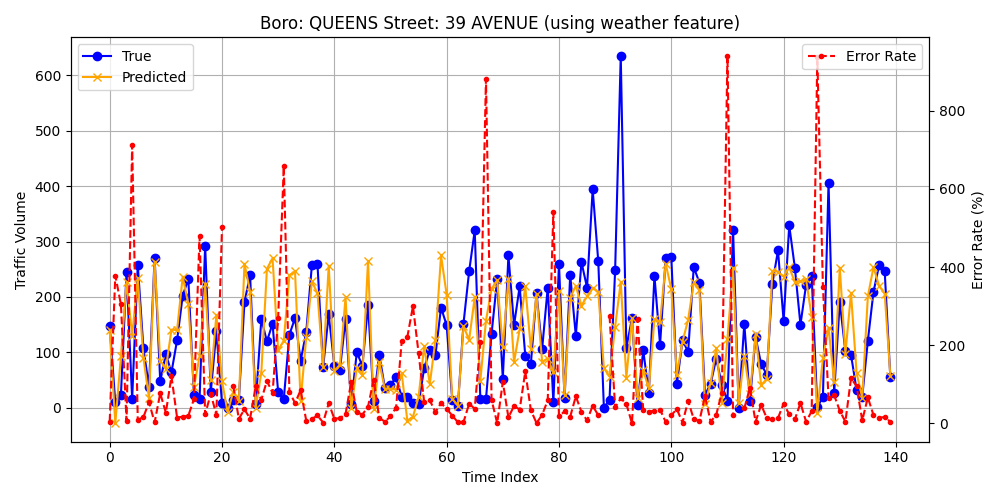 Boro: QUEENS Street: 39 AVENUE (using weather feature)
True
Predicted
Error Rate
Traffic Volume
600
500
400
300
200
100
0
800
600
400
200
0
Error Rate (%)
0 20 40 60 80 100 120 140
Time Index